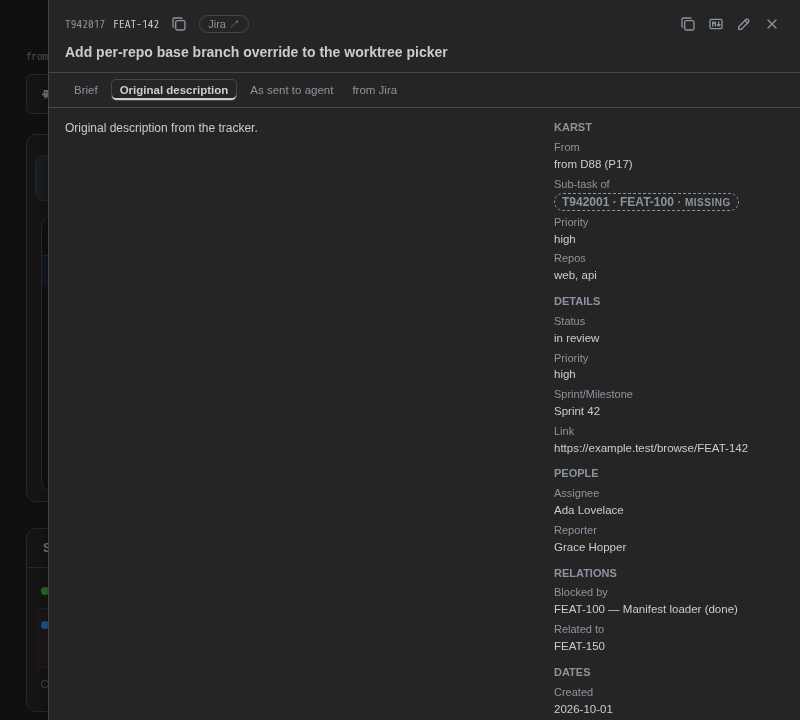 T942017 FEAT-142 Jira ↗
Add per-repo base branch override to the worktree picker
from
Brief Original description As sent to agent from Jira
Original description from the tracker.
KARST
From
from D88 (P17)
Sub-task of
T942001 · FEAT-100 · MISSING
Priority
high
Repos
web, api
DETAILS
Status
in review
Priority
high
Sprint/Milestone
Sprint 42
Link
https://example.test/browse/FEAT-142
PEOPLE
Assignee
Ada Lovelace
Reporter
Grace Hopper
RELATIONS
Blocked by
FEAT-100 — Manifest loader (done)
Related to
FEAT-150
DATES
Created
2026-10-01